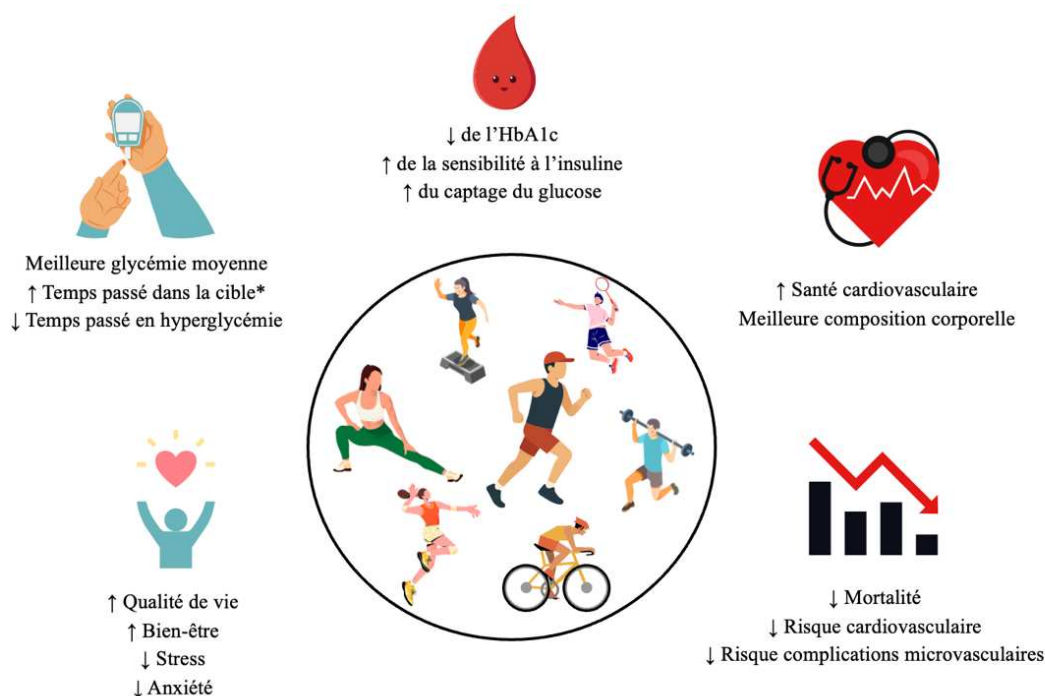 ↓ de l’HbA1c
↑ de la sensibilité à l’insuline
↑ du captage du glucose
Meilleure glycémie moyenne
↑ Temps passé dans la cible*
↓ Temps passé en hyperglycémie
↑ Santé cardiovasculaire
Meilleure composition corporelle
↑ Qualité de vie
↑ Bien-être
↓ Stress
↓ Anxiété
↓ Mortalité
↓ Risque cardiovasculaire
↓ Risque complications microvasculaires